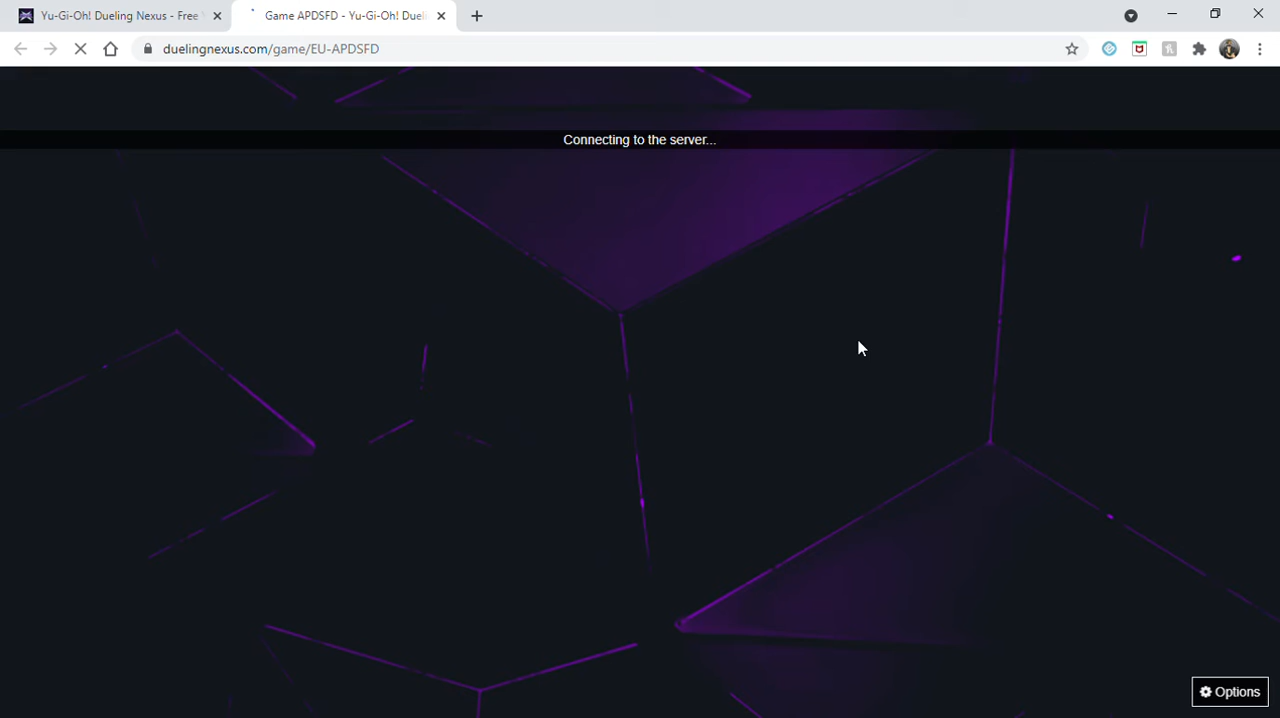 Yu-Gi-Oh! Dueling Nexus - Free
Game APDSFD - Yu-Gi-Oh! Dueli
duelingnexus.com/game/EU-APDSFD
Connecting to the server...
Options